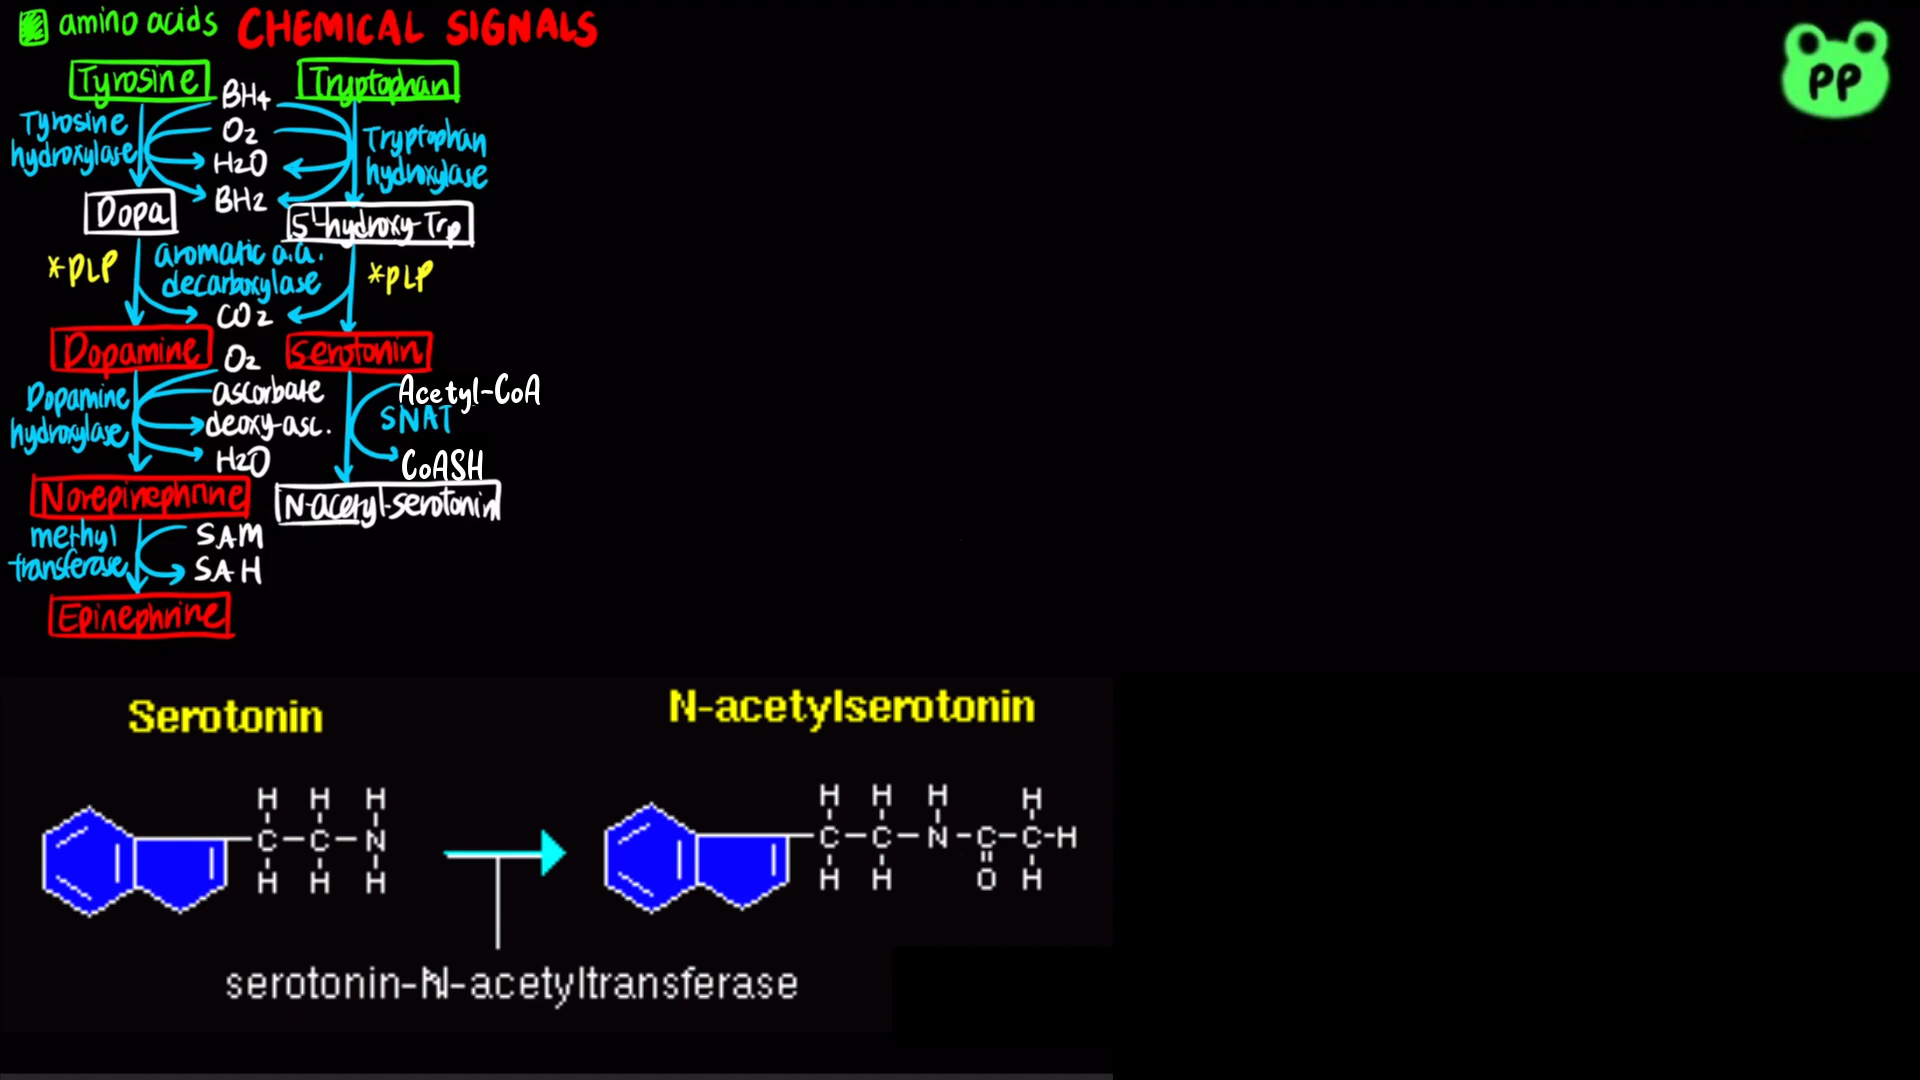 amino acids CHEMICAL SIGNALS
PP
Tyrosine
Tryptophan
BH4
O2
H2O
BH2
Tyrosine
hydroxylase
Tryptophan
hydroxylase
Dopa
5'-hydroxy-Trp
*PLP
aromatic a.a.
decarboxylase
*PLP
CO2
Dopamine
serotonin
O2
ascorbate
deoxy-asc.
H2O
Dopamine
hydroxylase
Acetyl-CoA
SNAT
CoASH
Norepinephrine
N-acetyl-serotonin
methyl
transferase
SAM
SAH
Epinephrine
Serotonin
N-acetylserotonin
H H H
C-C-N
H H H
H H H H
C-C-N-C-C-H
H H O H
serotonin-N-acetyltransferase